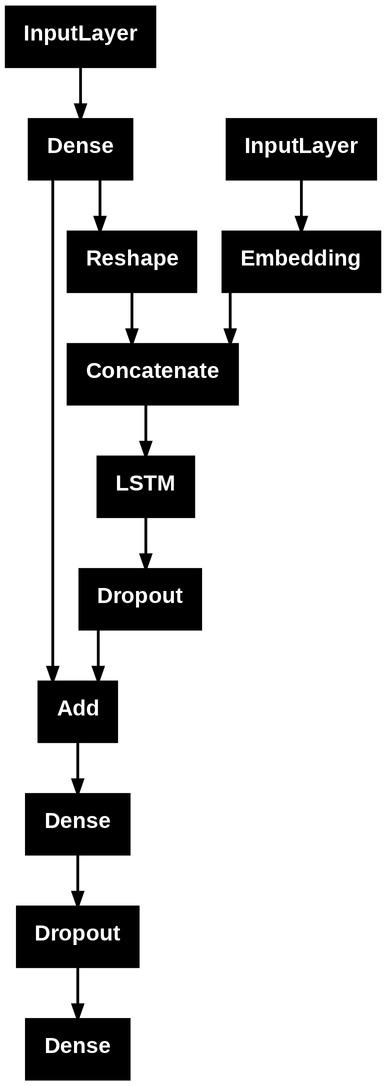 InputLayer
Dense
InputLayer
Reshape
Embedding
Concatenate
LSTM
Dropout
Add
Dense
Dropout
Dense